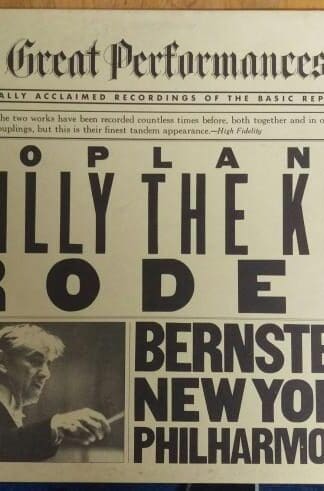 Great Performances
ALLY ACCLAIMED RECORDINGS OF THE BASIC REP
he two works have been recorded countless times before, both together and in o
ouplings, but this is their finest tandem appearance.—High Fidelity
OPLAN
ILLY THE K
RODE
BERNSTE
NEW YO
PHILHARMO